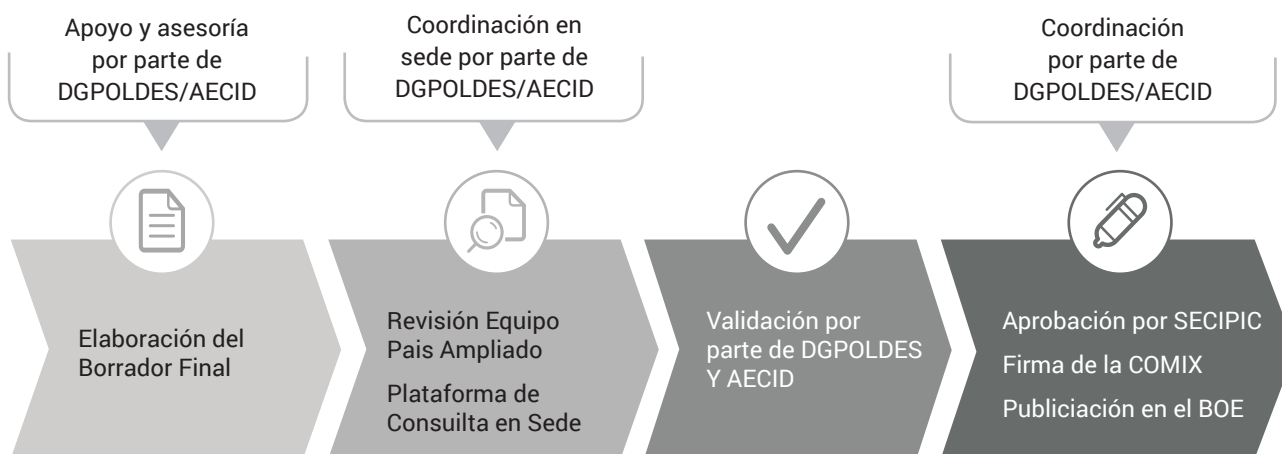 Apoyo y asesoría
por parte de
DGPOLDES/AECID
Coordinación en
sede por parte de
DGPOLDES/AECID
Coordinación
por parte de
DGPOLDES/AECID
Elaboración del
Borrador Final
Revisión Equipo
Pais Ampliado
Plataforma de
Consuilta en Sede
Validación por
parte de DGPOLDES
Y AECID
Aprobación por SECIPIC
Firma de la COMIX
Publiciación en el BOE